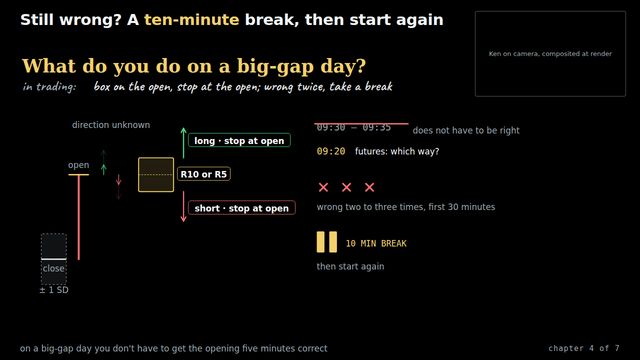 Still wrong? A ten-minute break, then start again
Ken on camera, composited at render
What do you do on a big-gap day?
in trading: box on the open, stop at the open; wrong twice, take a break
direction unknown
open
long · stop at open
R10 or R5
short · stop at open
close
± 1 SD
09:30 — 09:35 does not have to be right
09:20 futures: which way?
× × ×
wrong two to three times, first 30 minutes
10 MIN BREAK
then start again
on a big-gap day you don't have to get the opening five minutes correct
chapter 4 of 7